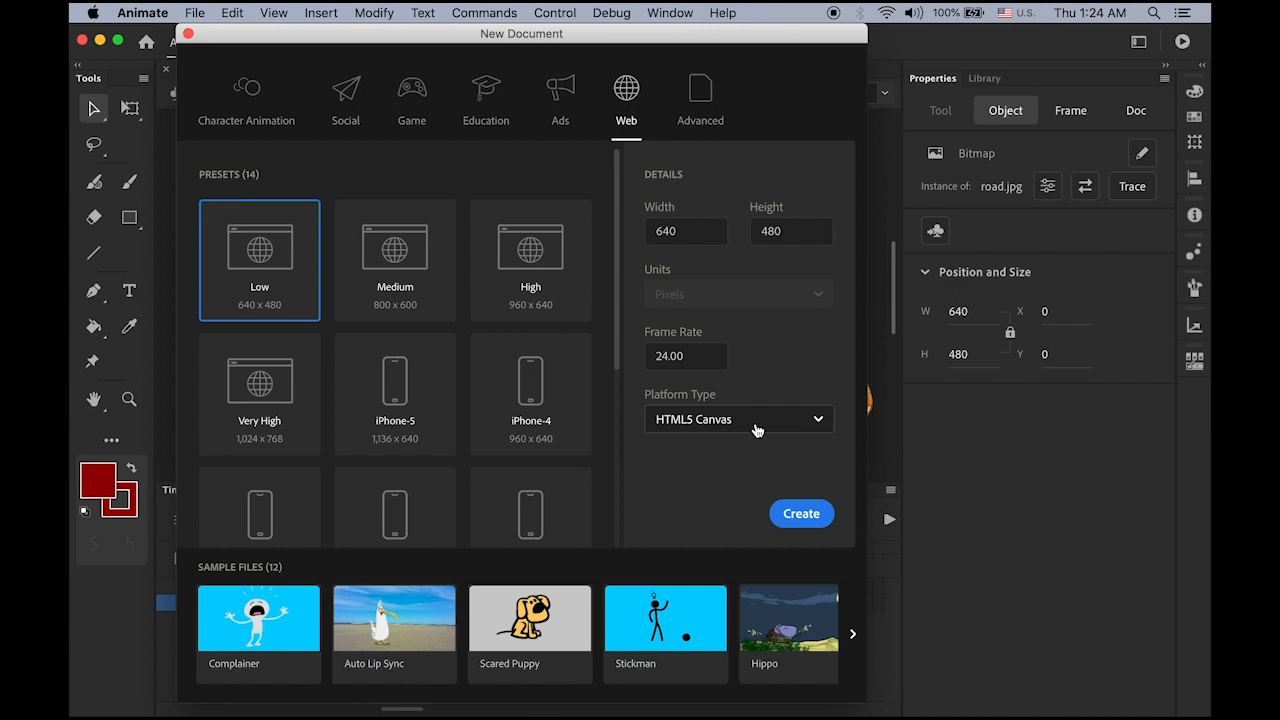 Animate File Edit View Insert Modify Text Commands Control Debug Window Help 100% U.S. Thu 1:24 AM
New Document
Tools
Character Animation Social Game Education Ads Web Advanced
Properties Library
Tool Object Frame Doc
Bitmap
Instance of: road.jpg Trace
Position and Size
W 640 X 0
H 480 Y 0
PRESETS (14)
Low
640 x 480
Medium
800 x 600
High
960 x 640
Very High
1,024 x 768
iPhone-5
1,136 x 640
iPhone-4
960 x 640
DETAILS
Width Height
640 480
Units
Pixels
Frame Rate
24.00
Platform Type
HTML5 Canvas
Create
SAMPLE FILES (12)
Complainer
Auto Lip Sync
Scared Puppy
Stickman
Hippo